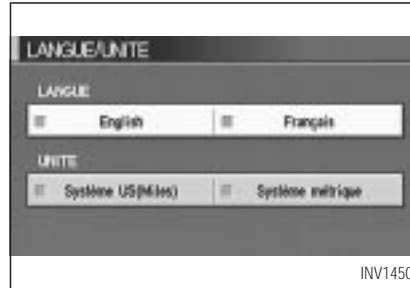 LANGUE/UNITE
LANGUE
English Français
UNITE
Système US(Miles) Système métrique
INV1450